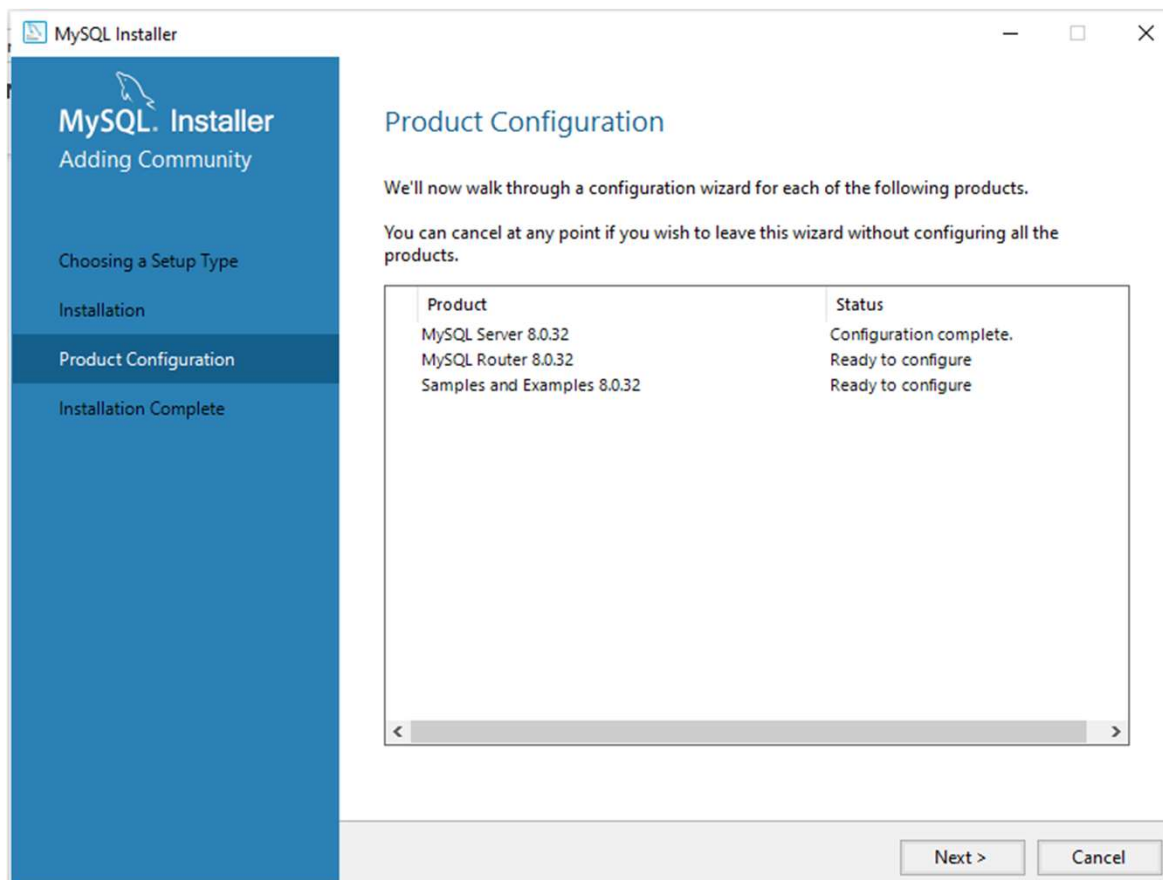 MySQL Installer
MySQL. Installer
Adding Community
Choosing a Setup Type
Installation
Product Configuration
Installation Complete
Product Configuration
We'll now walk through a configuration wizard for each of the following products.
You can cancel at any point if you wish to leave this wizard without configuring all the
products.
Product Status
MySQL Server 8.0.32 Configuration complete.
MySQL Router 8.0.32 Ready to configure
Samples and Examples 8.0.32 Ready to configure
Next > Cancel